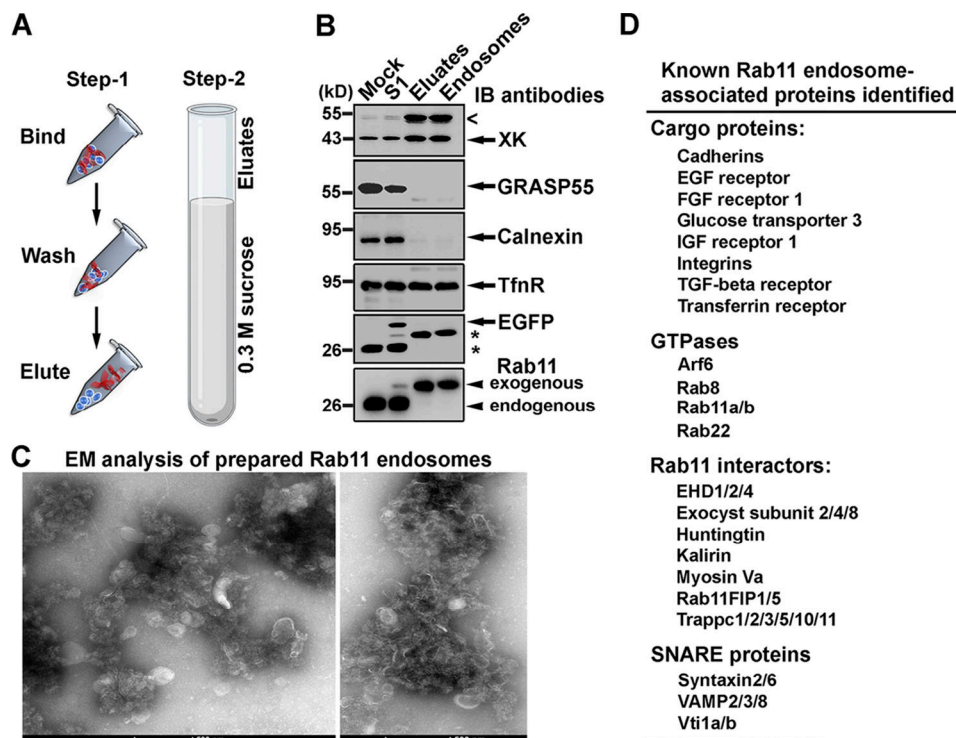 A
Step-1
Step-2
Bind
Wash
Elute
Eluates
0.3 M sucrose
B
Mock
S1
Eluates
Endosomes
(kD)
IB antibodies
55
<
43
XK
55
GRASP55
95
Calnexin
95
TfnR
EGFP
*
26
*
Rab11
exogenous
26
endogenous
C
EM analysis of prepared Rab11 endosomes
D
Known Rab11 endosome-
associated proteins identified
Cargo proteins:
Cadherins
EGF receptor
FGF receptor 1
Glucose transporter 3
IGF receptor 1
Integrins
TGF-beta receptor
Transferrin receptor
GTPases
Arf6
Rab8
Rab11a/b
Rab22
Rab11 interactors:
EHD1/2/4
Exocyst subunit 2/4/8
Huntingtin
Kalirin
Myosin Va
Rab11FIP1/5
Trappc1/2/3/5/10/11
SNARE proteins
Syntaxin2/6
VAMP2/3/8
Vti1a/b